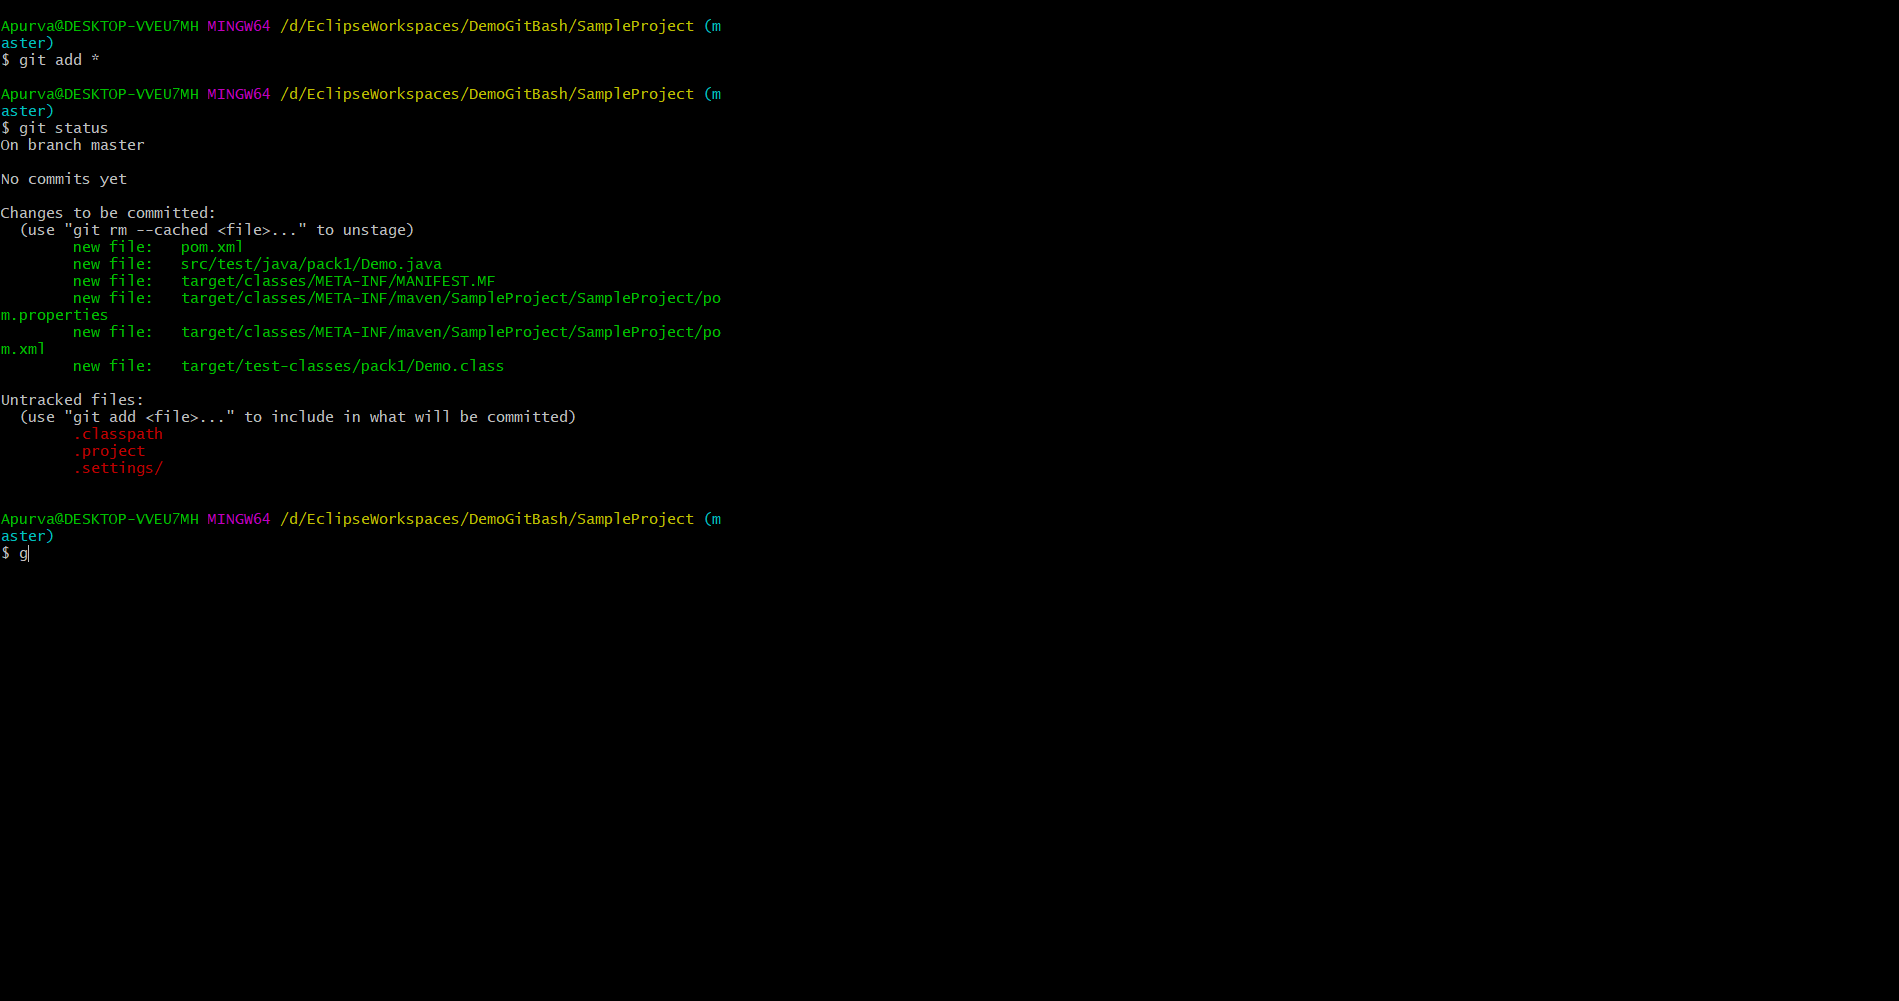 Apurva@DESKTOP-VVEU7MH MINGW64 /d/EclipseWorkspaces/DemoGitBash/SampleProject (m
aster)
$ git add *
Apurva@DESKTOP-VVEU7MH MINGW64 /d/EclipseWorkspaces/DemoGitBash/SampleProject (m
aster)
$ git status
On branch master
No commits yet
Changes to be committed:
  (use "git rm --cached <file>..." to unstage)
        new file:   pom.xml
        new file:   src/test/java/pack1/Demo.java
        new file:   target/classes/META-INF/MANIFEST.MF
        new file:   target/classes/META-INF/maven/SampleProject/SampleProject/po
m.properties
        new file:   target/classes/META-INF/maven/SampleProject/SampleProject/po
m.xml
        new file:   target/test-classes/pack1/Demo.class
Untracked files:
  (use "git add <file>..." to include in what will be committed)
        .classpath
        .project
        .settings/
Apurva@DESKTOP-VVEU7MH MINGW64 /d/EclipseWorkspaces/DemoGitBash/SampleProject (m
aster)
$ g